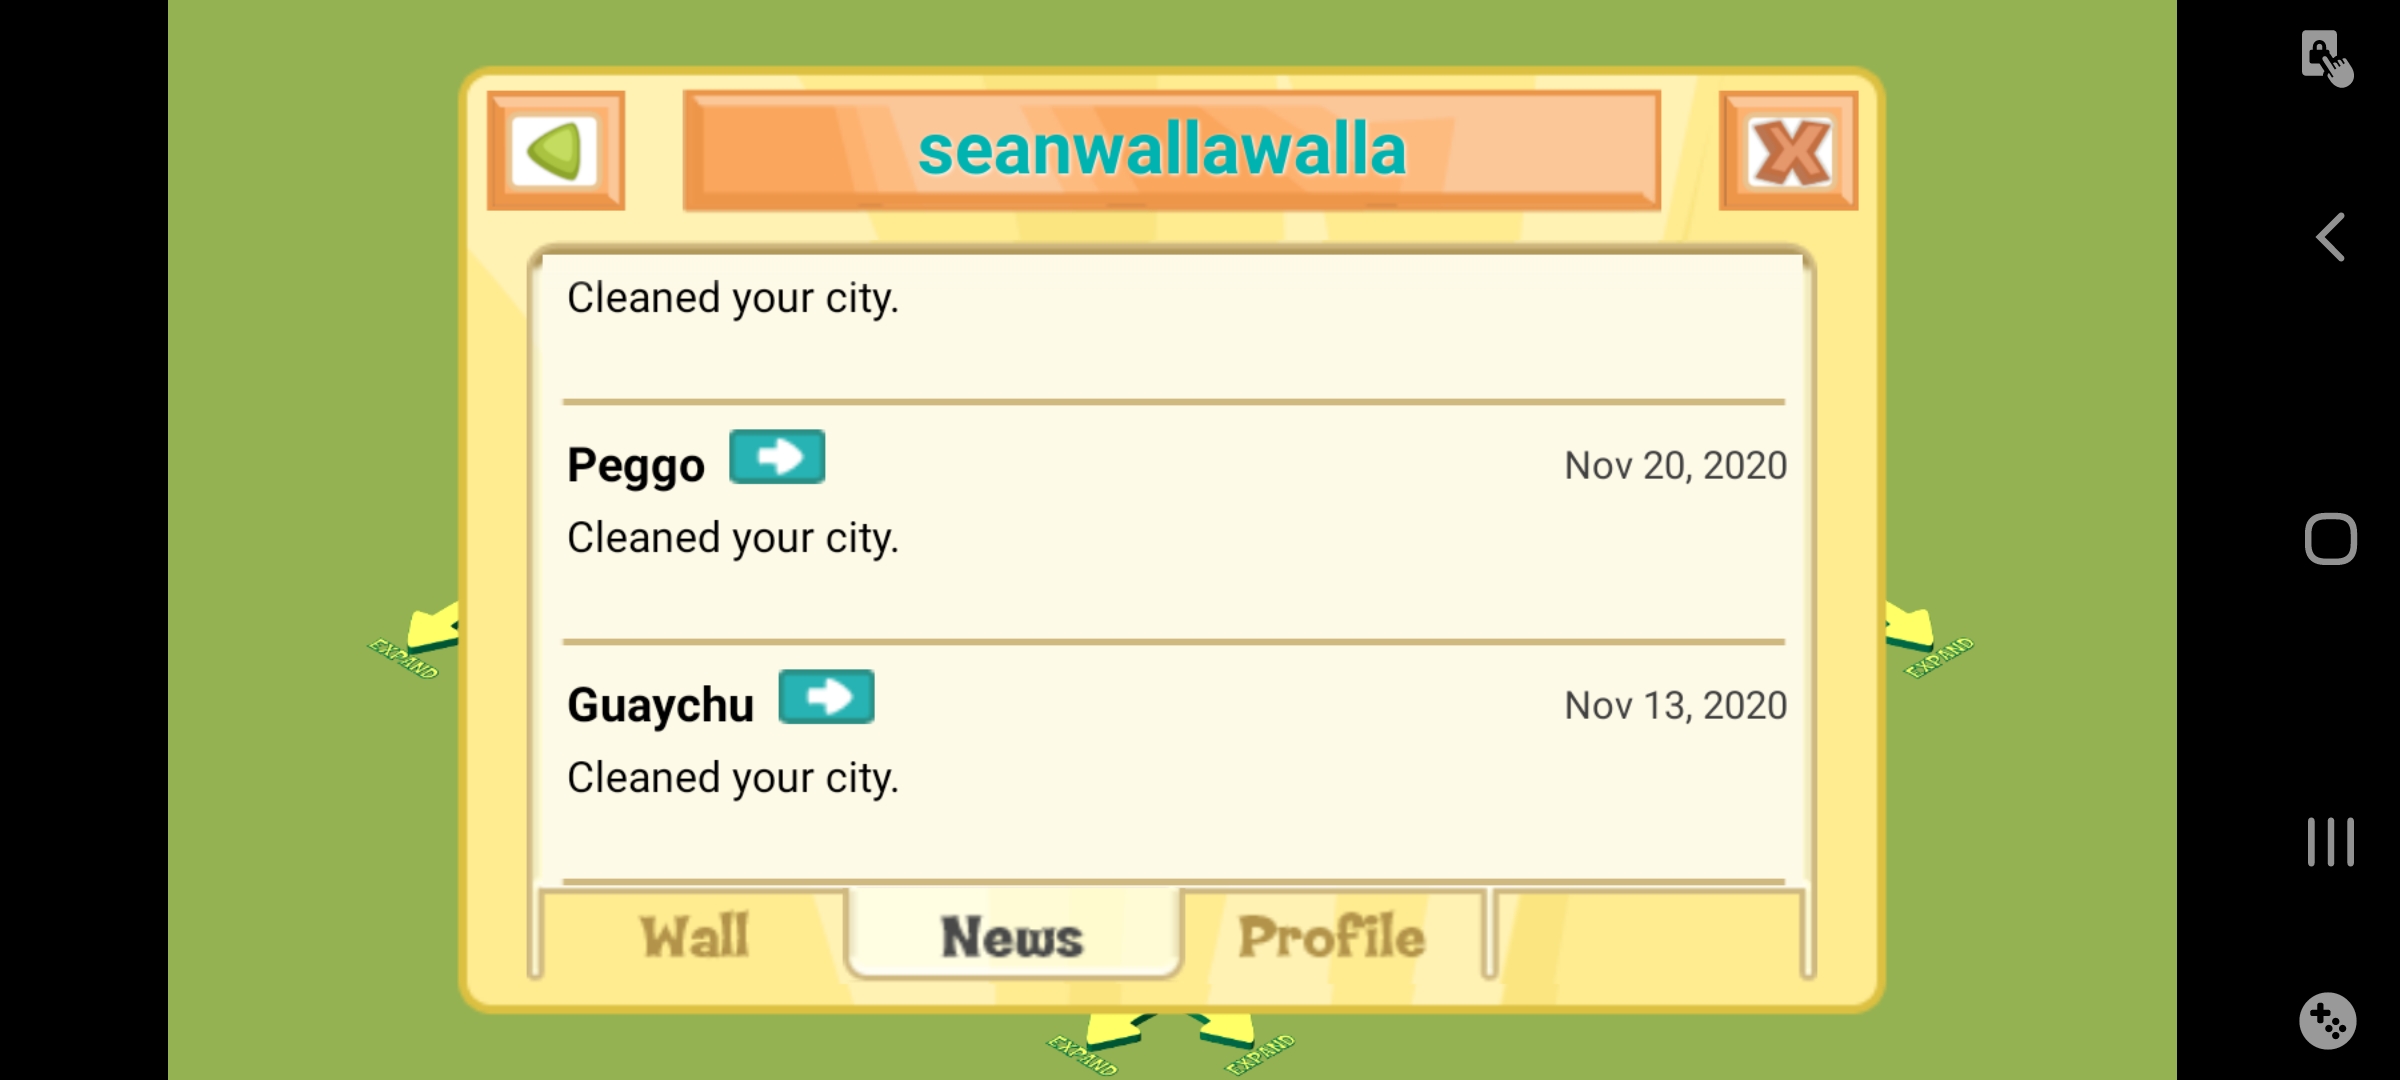 seanwallawalla
Cleaned your city.
Peggo
Nov 20, 2020
Cleaned your city.
Guaychu
Nov 13, 2020
Cleaned your city.
Wall
News
Profile
EXPAND
EXPAND
EXPAND
EXPAND